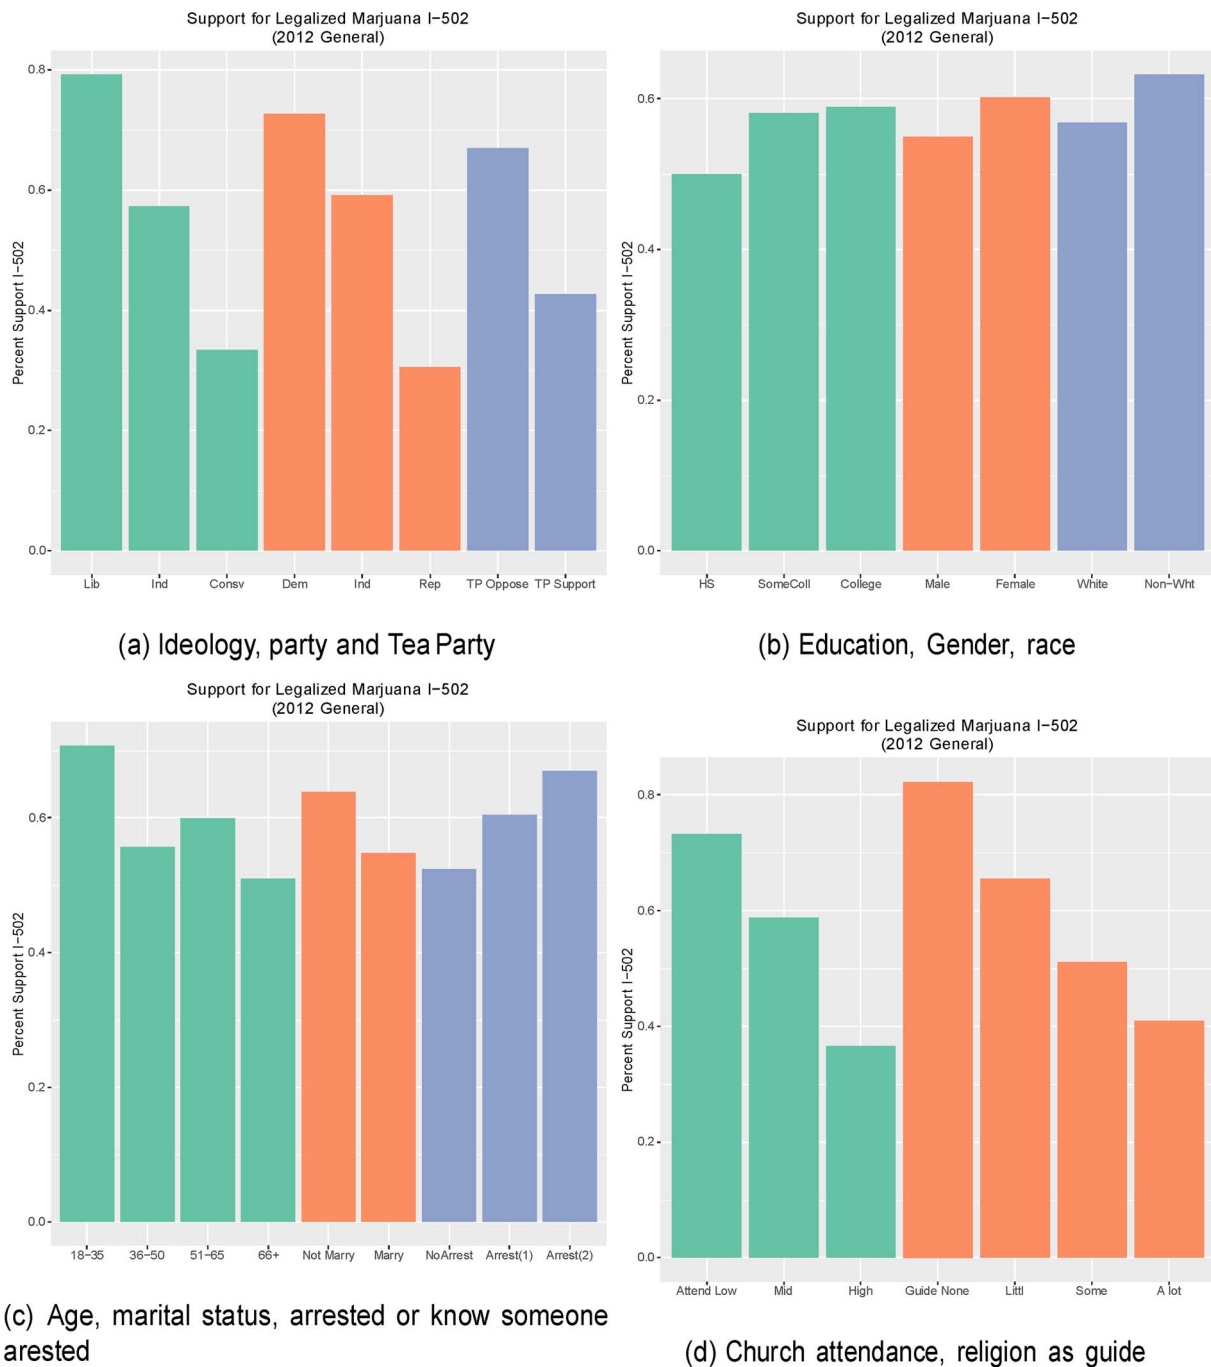 Support for Legalized Marjuana I−502
(2012 General)
Percent Support I−502
0.8
0.6
0.4
0.2
0.0
Lib Ind Consv Dem Ind Rep TP Oppose TP Support
(a) Ideology, party and Tea Party
Support for Legalized Marjuana I−502
(2012 General)
Percent Support I−502
0.6
0.4
0.2
0.0
HS SomeColl College Male Female White Non−Wht
(b) Education, Gender, race
Support for Legalized Marjuana I−502
(2012 General)
Percent Support I−502
0.6
0.4
0.2
0.0
18−35 36−50 51−65 66+ Not Marry Marry NoArrest Arrest(1) Arrest(2)
(c) Age, marital status, arrested or know someone
arested
Support for Legalized Marjuana I−502
(2012 General)
Percent Support I−502
0.8
0.6
0.4
0.2
0.0
Attend Low Mid High Guide None Littl Some A lot
(d) Church attendance, religion as guide